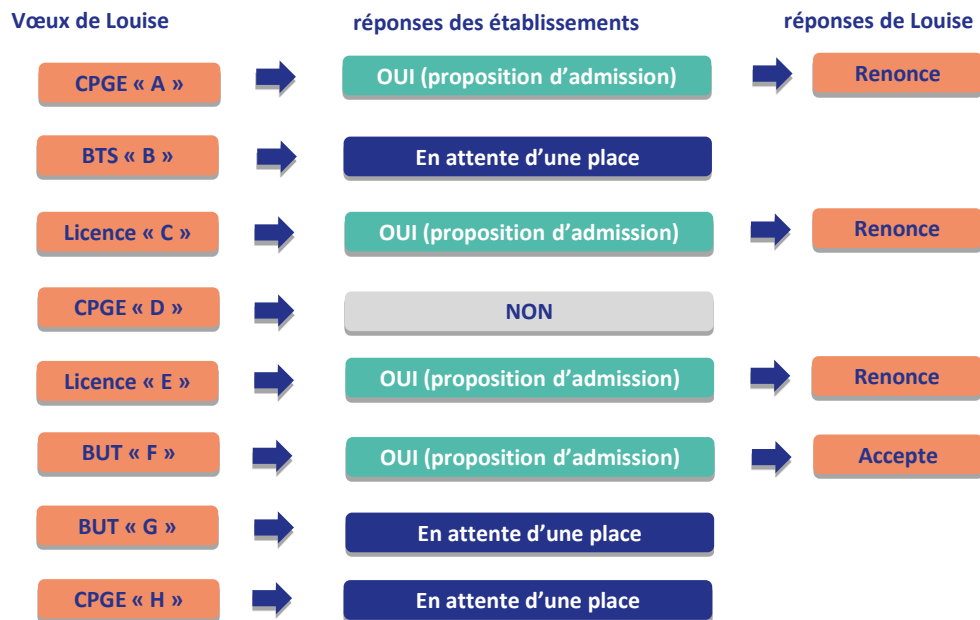 Vœux de Louise
réponses des établissements
réponses de Louise
CPGE « A »
OUI (proposition d’admission)
Renonce
BTS « B »
En attente d’une place
Licence « C »
OUI (proposition d’admission)
Renonce
CPGE « D »
NON
Licence « E »
OUI (proposition d’admission)
Renonce
BUT « F »
OUI (proposition d’admission)
Accepte
BUT « G »
En attente d’une place
CPGE « H »
En attente d’une place